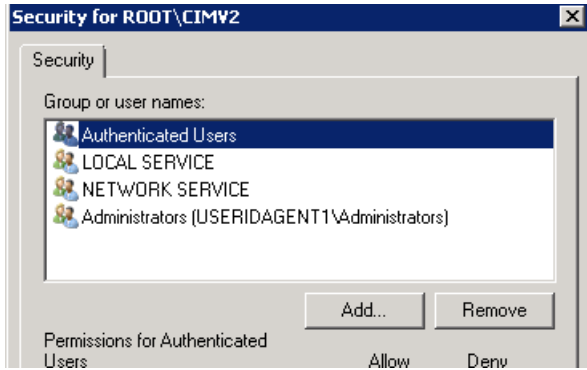 Security for ROOT\CIMV2
Security
Group or user names:
Authenticated Users
LOCAL SERVICE
NETWORK SERVICE
Administrators (USERIDAGENT1\Administrators)
Add... Remove
Permissions for Authenticated
Users Allow Deny